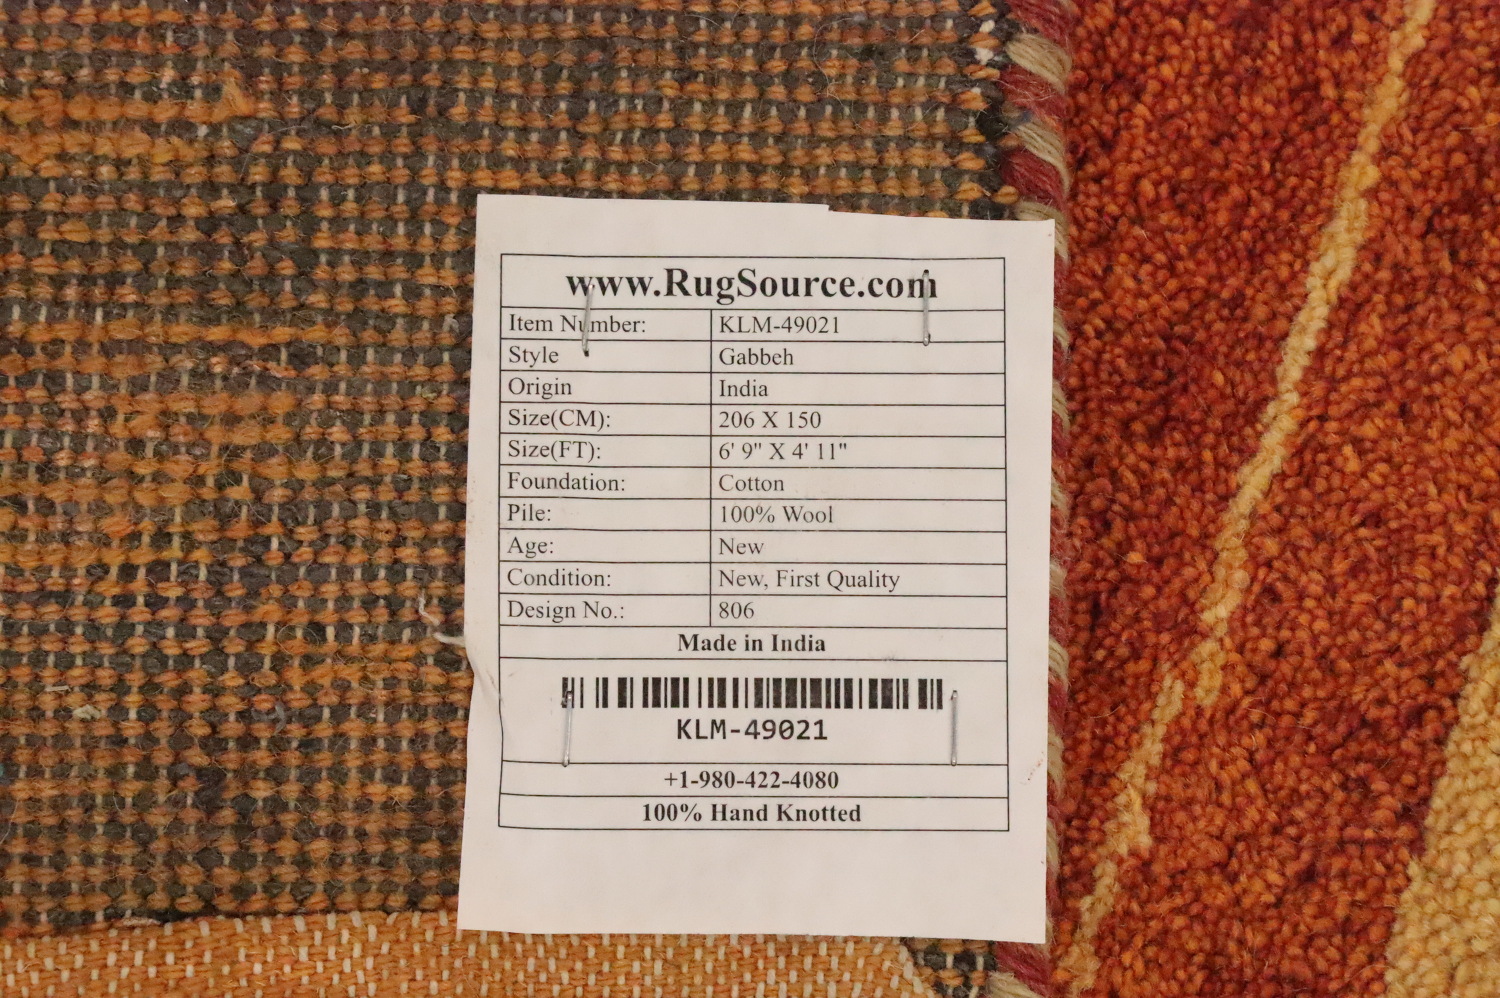 www.RugSource.com
Item Number: KLM-49021
Style Gabbeh
Origin India
Size(CM): 206 X 150
Size(FT): 6' 9" X 4' 11"
Foundation: Cotton
Pile: 100% Wool
Age: New
Condition: New, First Quality
Design No.: 806
Made in India
KLM-49021
+1-980-422-4080
100% Hand Knotted